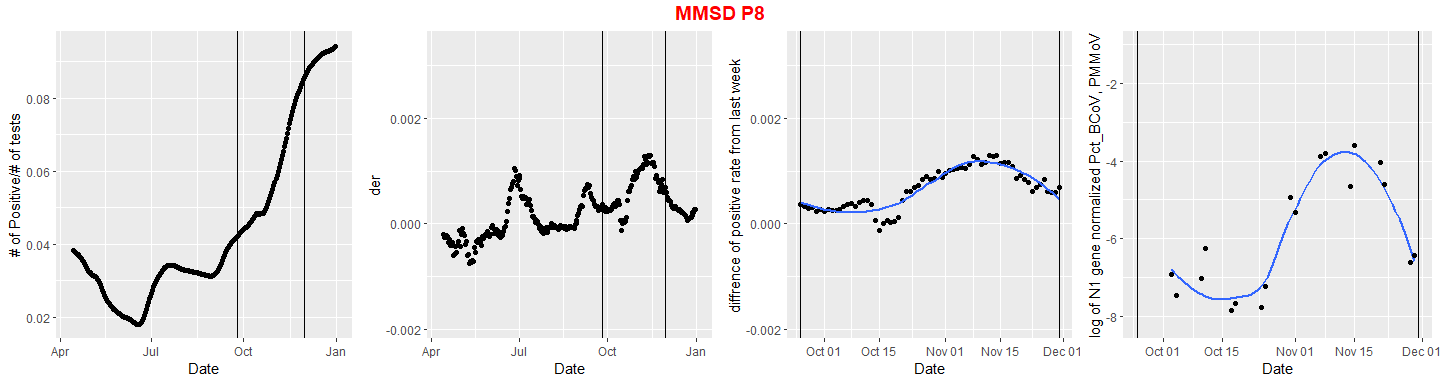 MMSD P8
# of Positive/# of tests
0.08
0.06
0.04
0.02
Apr
Jul
Oct
Jan
Date
der
0.002
0.000
-0.002
Apr
Jul
Oct
Jan
Date
diffrence of positive rate from last week
0.002
0.000
-0.002
Oct 01
Oct 15
Nov 01
Nov 15
Dec 01
Date
log of N1 gene normalized Pct_BCoV, PMMoV
-2
-4
-6
-8
Oct 01
Oct 15
Nov 01
Nov 15
Dec 01
Date